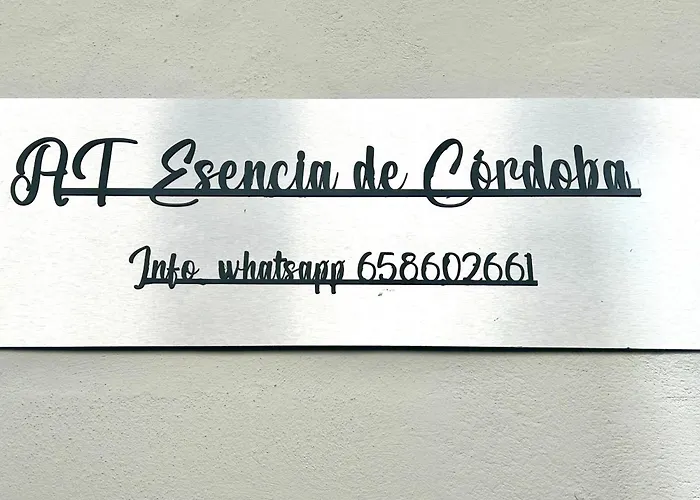 AT Esencia de Córdoba
Info whatsapp 658602661